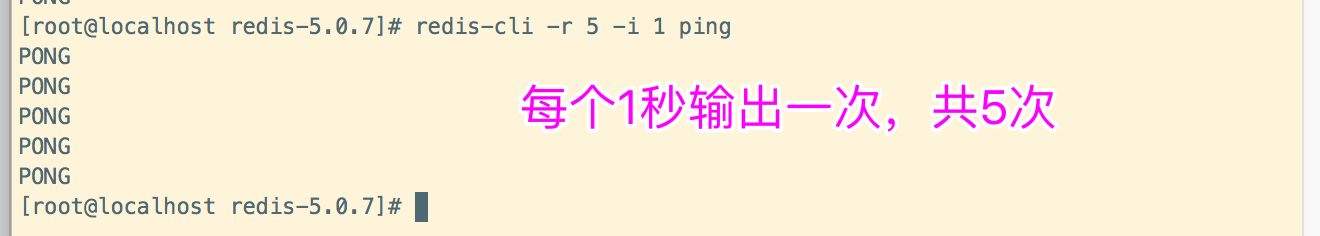 PONG
[root@localhost redis-5.0.7]# redis-cli -r 5 -i 1 ping
PONG
PONG
每个1秒输出一次，共5次
PONG
PONG
PONG
[root@localhost redis-5.0.7]#